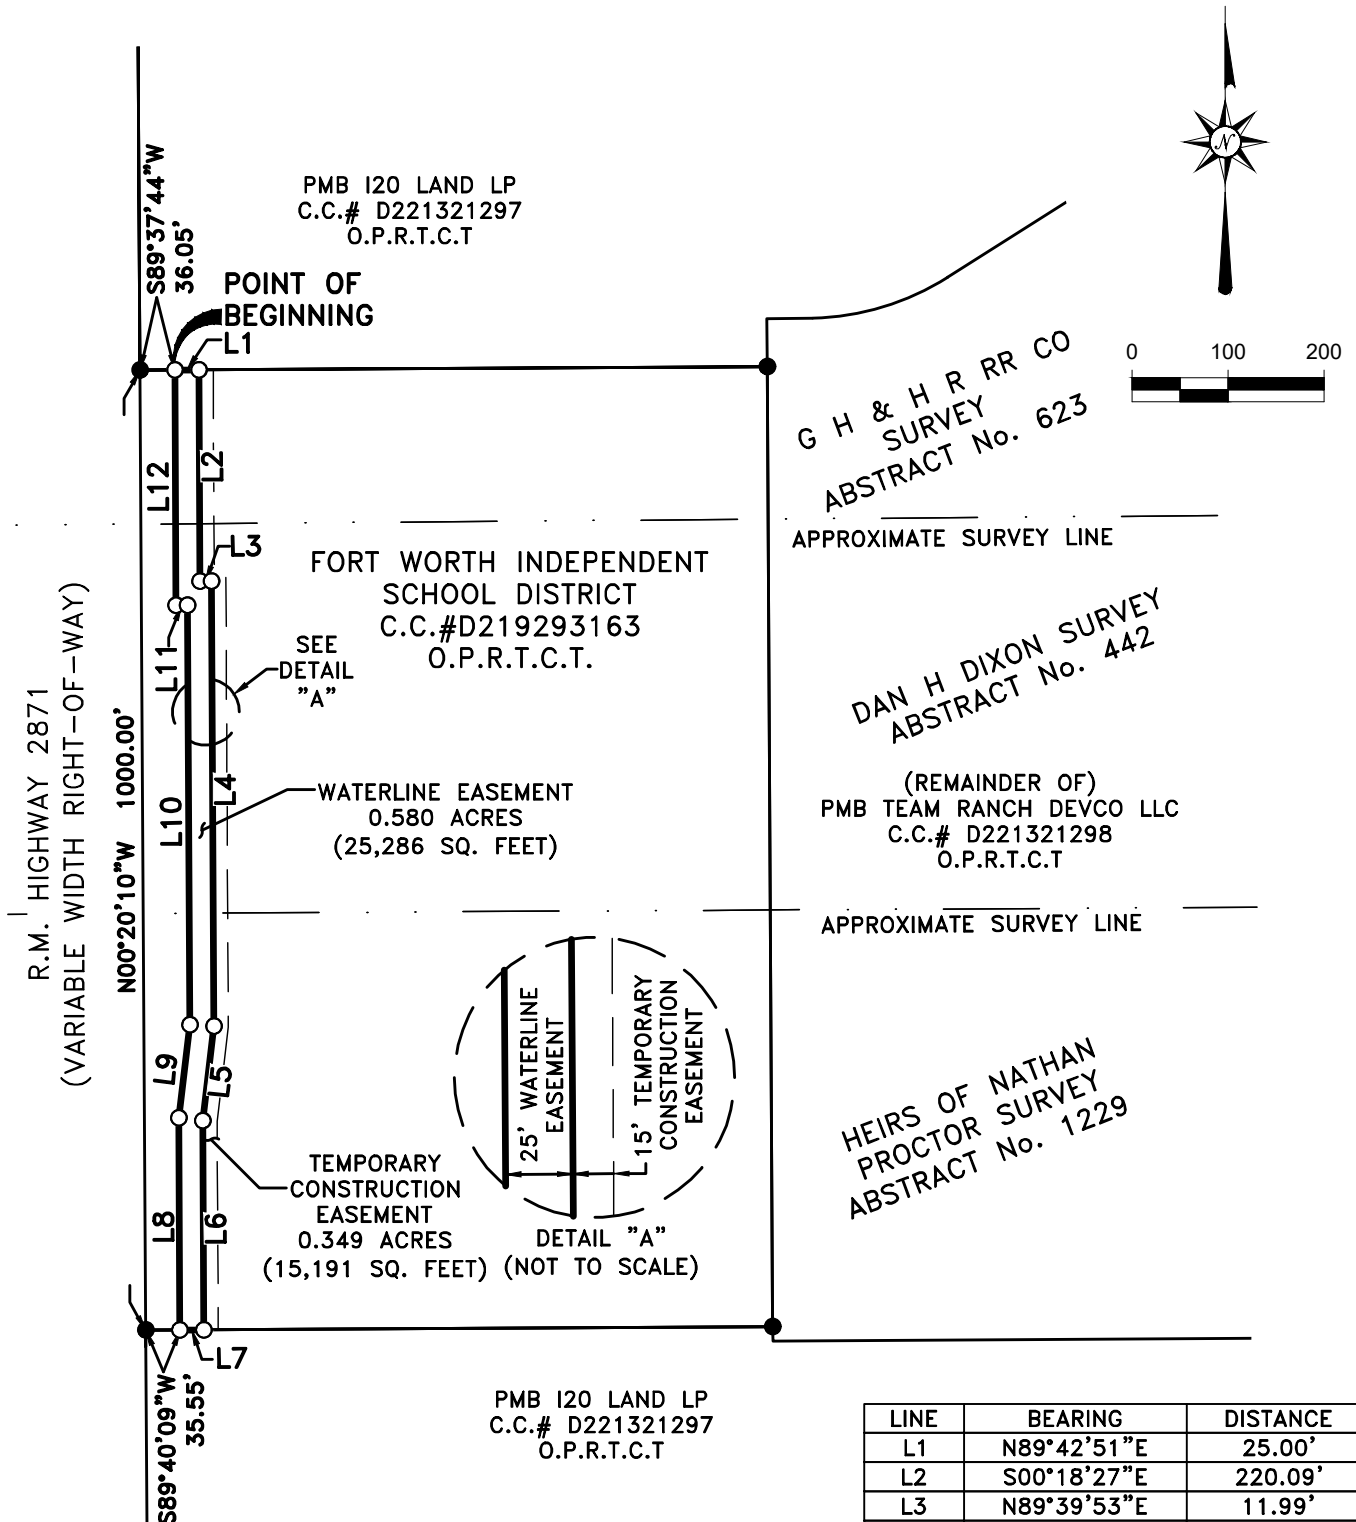 S89°37'44"W
36.05'
PMB I20 LAND LP
C.C.# D221321297
O.P.R.T.C.T
POINT OF
BEGINNING
L1
N
0 100 200
G H & H R RR CO
SURVEY
ABSTRACT No. 623
L12
L2
L3
APPROXIMATE SURVEY LINE
FORT WORTH INDEPENDENT
SCHOOL DISTRICT
C.C.#D219293163
O.P.R.T.C.T.
L11
SEE
DETAIL
"A"
DAN H DIXON SURVEY
ABSTRACT No. 442
R.M. HIGHWAY 2871
(VARIABLE WIDTH RIGHT-OF-WAY)
N00°20'10"W 1000.00'
L10
L4
WATERLINE EASEMENT
0.580 ACRES
(25,286 SQ. FEET)
(REMAINDER OF)
PMB TEAM RANCH DEVCO LLC
C.C.# D221321298
O.P.R.T.C.T
APPROXIMATE SURVEY LINE
25' WATERLINE
EASEMENT
15' TEMPORARY
CONSTRUCTION
EASEMENT
L9
L5
HEIRS OF NATHAN
PROCTOR SURVEY
ABSTRACT No. 1229
TEMPORARY
CONSTRUCTION
EASEMENT
0.349 ACRES
(15,191 SQ. FEET)
DETAIL "A"
(NOT TO SCALE)
L8
L6
L7
S89°40'09"W
35.55'
PMB I20 LAND LP
C.C.# D221321297
O.P.R.T.C.T
LINE BEARING DISTANCE
L1 N89°42'51"E 25.00'
L2 S00°18'27"E 220.09'
L3 N89°39'53"E 11.99'